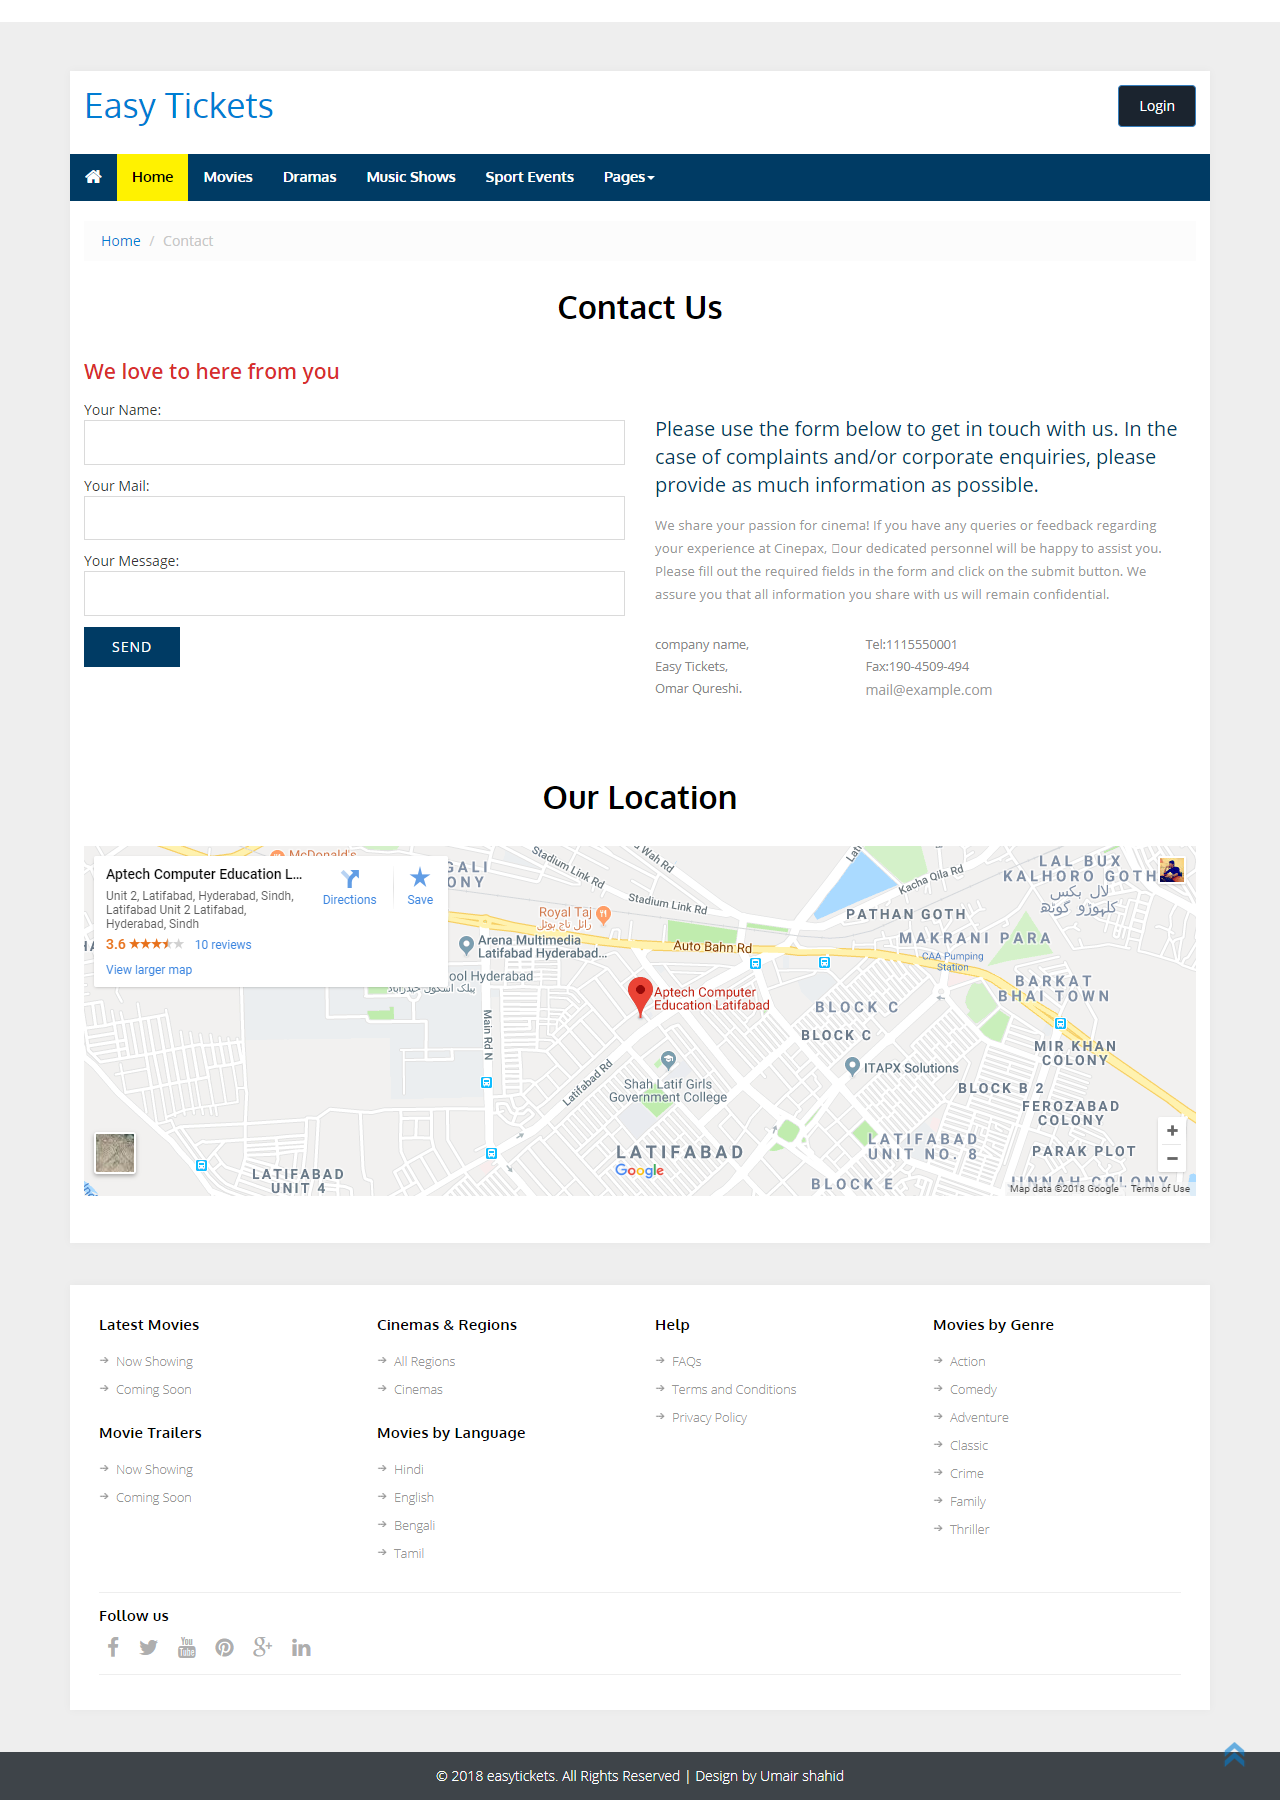 Easy Tickets
Login
Home
Movies
Dramas
Music Shows
Sport Events
Pages
Home / Contact
Contact Us
We love to here from you
Your Name:
Your Mail:
Your Message:
SEND
Please use the form below to get in touch with us. In the
case of complaints and/or corporate enquiries, please
provide as much information as possible.
We share your passion for cinema! If you have any queries or feedback regarding
your experience at Cinepax, our dedicated personnel will be happy to assist you.
Please fill out the required fields in the form and click on the submit button. We
assure you that all information you share with us will remain confidential.
company name,
Easy Tickets,
Omar Qureshi.
Tel:1115550001
Fax:190-4509-494
mail@example.com
Our Location
Aptech Computer Education L...
Unit 2, Latifabad, Hyderabad, Sindh,
Latifabad Unit 2 Latifabad,
Hyderabad, Sindh
3.6
10 reviews
View larger map
Directions
Save
McDonald's
GALI
ONY
Stadium Link Rd
Wah Rd
Stadium Link Rd
Lati
Kacha Qila Rd
LAL BUX
KALHORO GOTH
لال بکس
کلہوڑو گوٹھ
Royal Taj
رائل تاج ہوٹل
PATHAN GOTH
Arena Multimedia
Latifabad Hyderabad...
Auto Bahn Rd
MAKRANI PARA
CAA Pumping
Station
ool Hyderabad
پبلک اسکول حیدرآباد
BARKAT
BHAI TOWN
Aptech Computer
Education Latifabad
BLOCK C
BLOCK C
Main Rd N
MIR KHAN
COLONY
Latifabad Rd
Shah Latif Girls
Government College
ITAPX Solutions
BLOCK B 2
FEROZABAD
COLONY
LATIFABAD
LATIFABAD
UNIT NO. 8
PARAK PLOT
LATIFABAD
UNIT 4
Google
BLOCK E
JINNAH COLONY
Map data ©2018 Google
Terms of Use
Latest Movies
Now Showing
Coming Soon
Movie Trailers
Now Showing
Coming Soon
Cinemas & Regions
All Regions
Cinemas
Movies by Language
Hindi
English
Bengali
Tamil
Help
FAQs
Terms and Conditions
Privacy Policy
Movies by Genre
Action
Comedy
Adventure
Classic
Crime
Family
Thriller
Follow us
You
Tube
© 2018 easytickets. All Rights Reserved | Design by Umair shahid